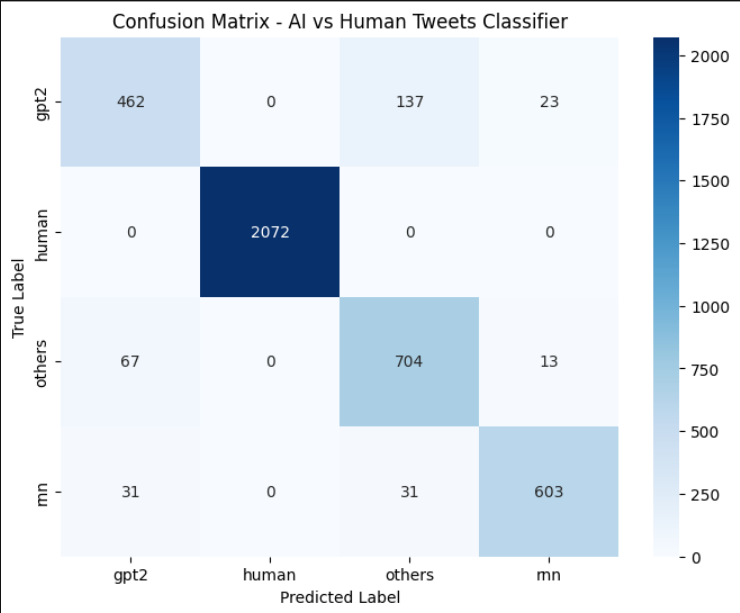 Confusion Matrix - AI vs Human Tweets Classifier
True Label
gpt2 462 0 137 23
human 0 2072 0 0
others 67 0 704 13
rnn 31 0 31 603
gpt2 human others rnn
Predicted Label
2000
1750
1500
1250
1000
750
500
250
0